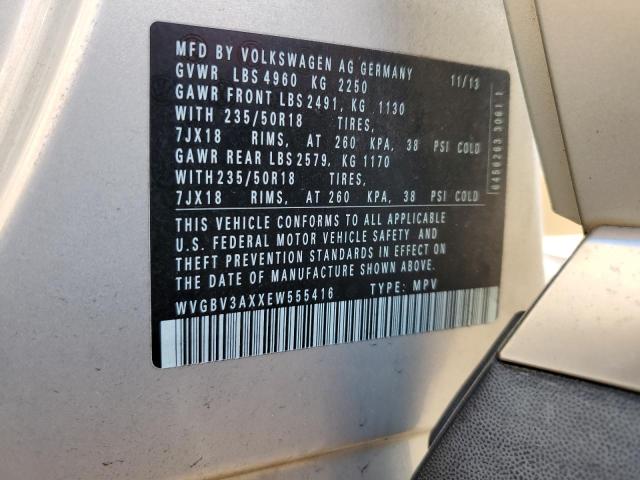 MFD BY VOLKSWAGEN AG GERMANY 11/13
GVWR LBS 4960 KG 2250
GAWR FRONT LBS 2491, KG 1130
WITH 235/50R18 TIRES,
7JX18 RIMS, AT 260 KPA, 38 PSI COLD
GAWR REAR LBS 2579, KG 1170
WITH 235/50R18 TIRES,
7JX18 RIMS, AT 260 KPA, 38 PSI COLD
THIS VEHICLE CONFORMS TO ALL APPLICABLE
U.S. FEDERAL MOTOR VEHICLE SAFETY AND
THEFT PREVENTION STANDARDS IN EFFECT ON
THE DATE OF MANUFACTURE SHOWN ABOVE.
WVGBV3AXXEW555416 TYPE: MPV